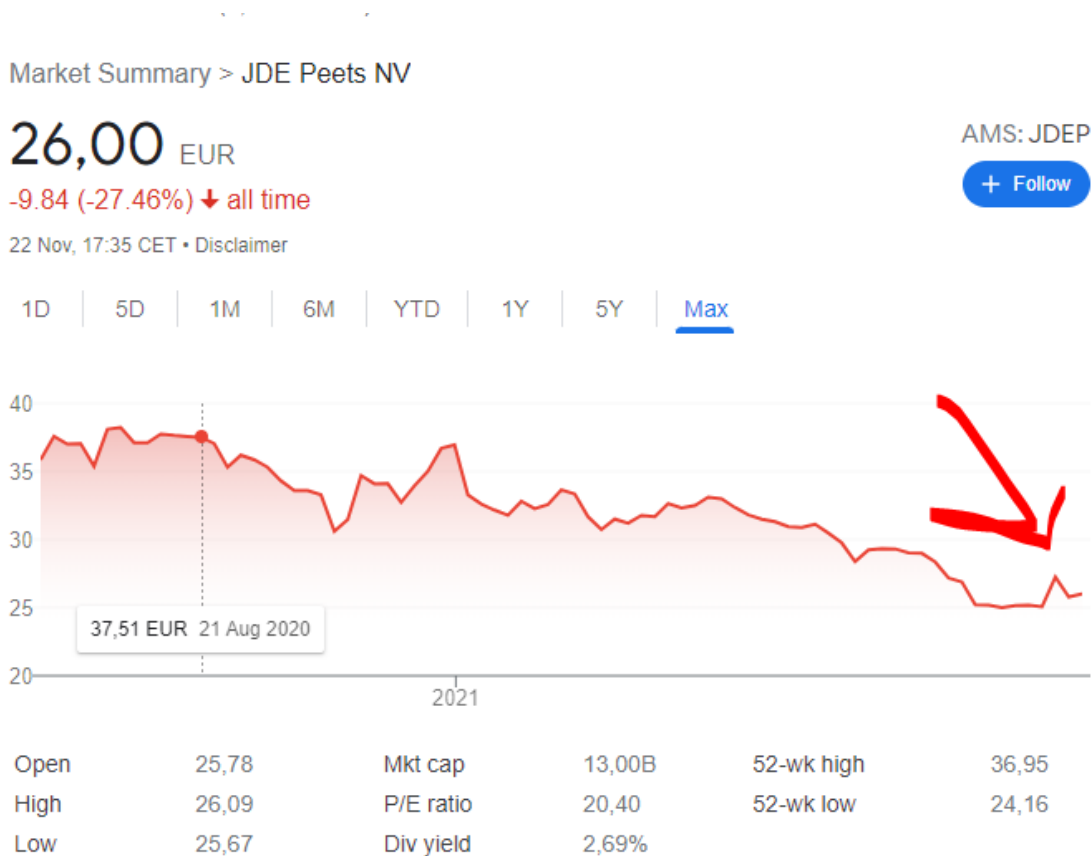 Market Summary > JDE Peets NV
26,00 EUR
AMS: JDEP
-9.84 (-27.46%) ↓ all time
+ Follow
22 Nov, 17:35 CET • Disclaimer
1D 5D 1M 6M YTD 1Y 5Y Max
40
35
30
25
37,51 EUR 21 Aug 2020
20
2021
Open 25,78 Mkt cap 13,00B 52-wk high 36,95
High 26,09 P/E ratio 20,40 52-wk low 24,16
Low 25,67 Div yield 2,69%